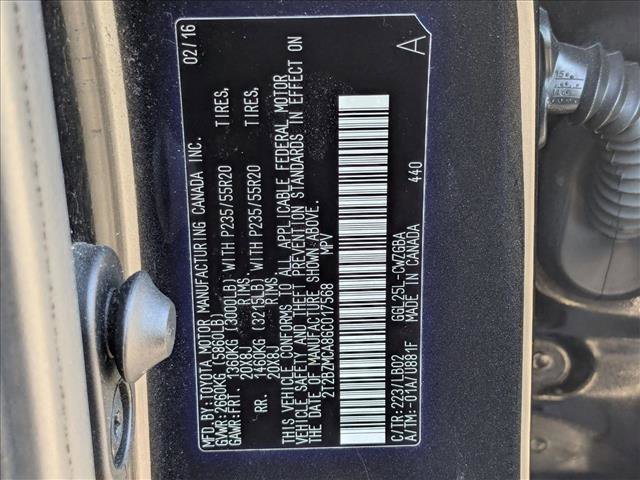 MFD.BY:TOYOTA MOTOR MANUFACTURING CANADA INC. 02/16
GVWR:2660KG (5860LB)
GAWR:FRT. 1360KG (3000LB) WITH P235/55R20 TIRES,
20X8J RIMS,
RR. 1460KG (3215LB) WITH P235/55R20 TIRES,
20X8J RIMS,
THIS VEHICLE CONFORMS TO ALL APPLICABLE FEDERAL MOTOR
VEHICLE SAFETY AND THEFT PREVENTION STANDARDS IN EFFECT ON
THE DATE OF MANUFACTURE SHOWN ABOVE.
2T2BZMCA8GC017568 MPV
A
C/TR:223/LB02 GGL25L-CWZGBA 440
A/TM:-01A/U881F MADE IN CANADA